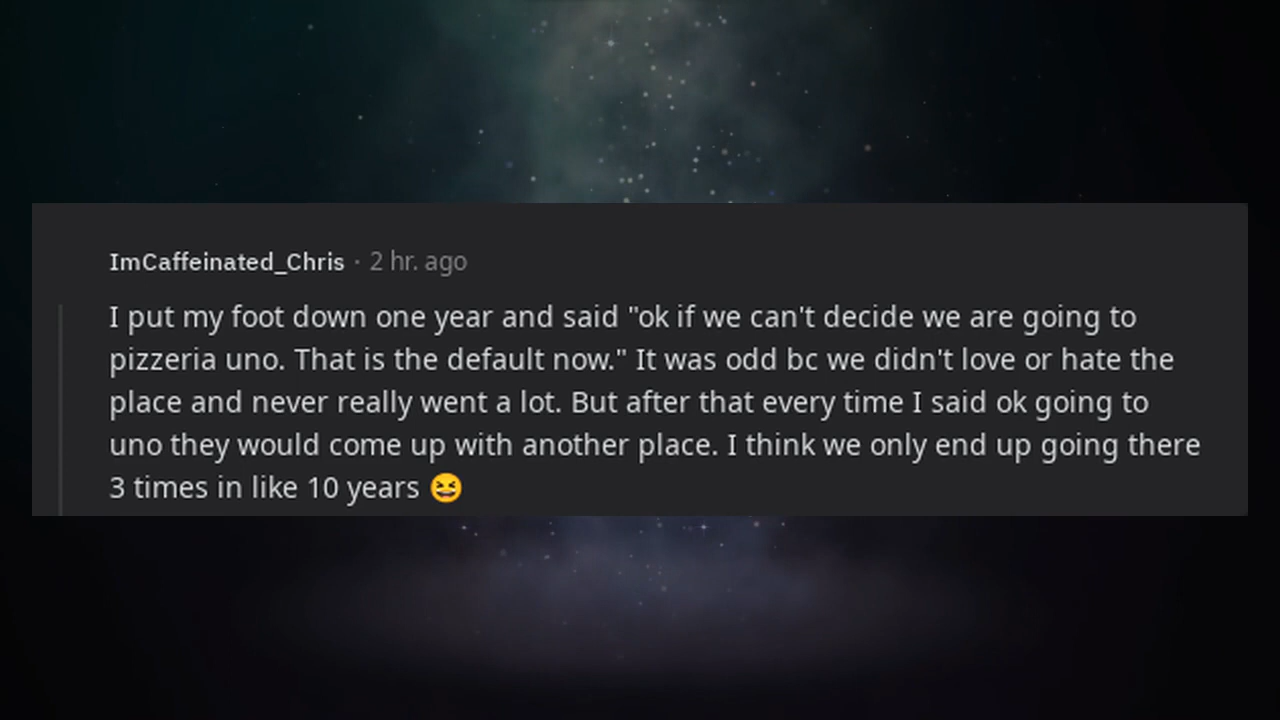 ImCaffeinated_Chris · 2 hr. ago
I put my foot down one year and said "ok if we can't decide we are going to
pizzeria uno. That is the default now." It was odd bc we didn't love or hate the
place and never really went a lot. But after that every time I said ok going to
uno they would come up with another place. I think we only end up going there
3 times in like 10 years 😆